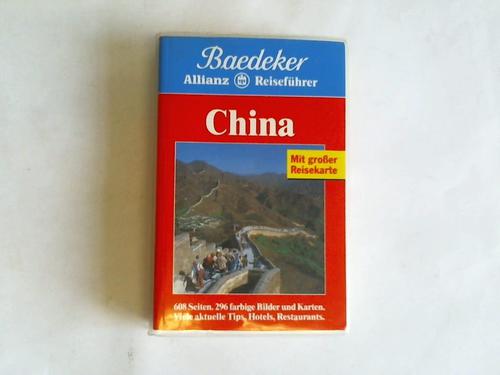 Baedeker
Allianz Reiseführer
China
Mit großer
Reisekarte
608 Seiten. 296 farbige Bilder und Karten.
Viele aktuelle Tips, Hotels, Restaurants.